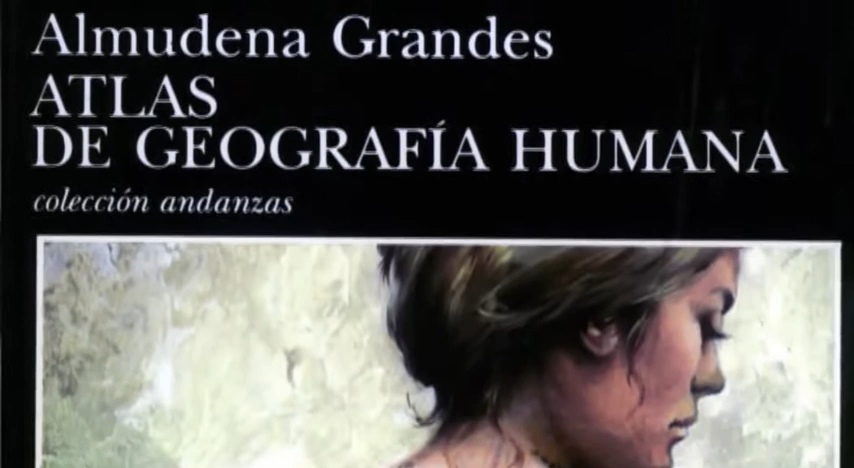 Almudena Grandes
ATLAS
DE GEOGRAFÍA HUMANA
colección andanzas